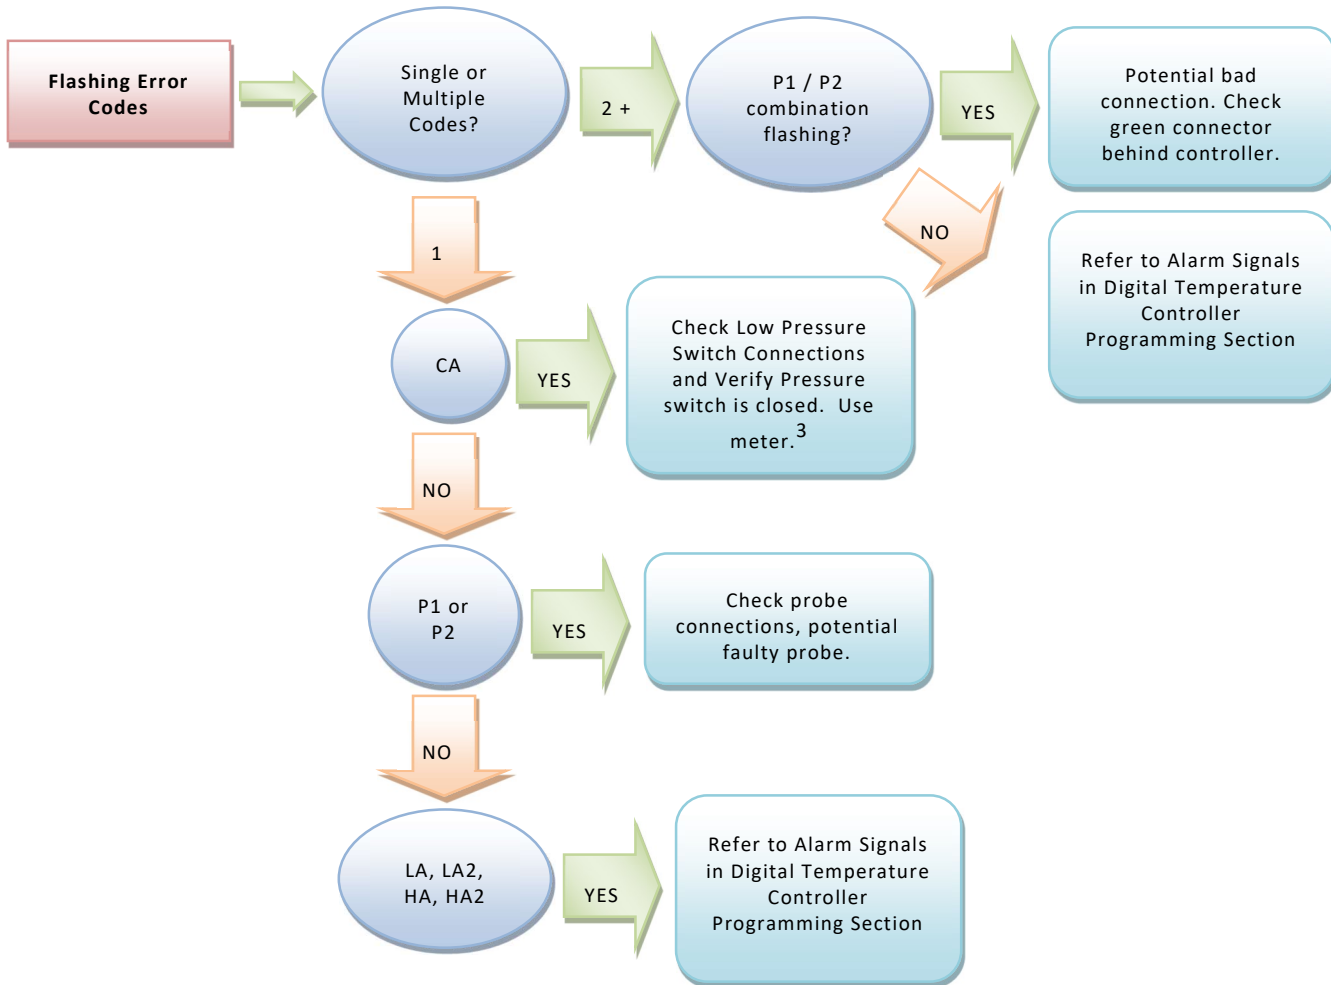 Flashing Error
Codes
Single or
Multiple
Codes?
2 +
P1 / P2
combination
flashing?
YES
Potential bad
connection. Check
green connector
behind controller.
NO
Refer to Alarm Signals
in Digital Temperature
Controller
Programming Section
1
CA
YES
Check Low Pressure
Switch Connections
and Verify Pressure
switch is closed.  Use
meter.3
NO
P1 or
P2
YES
Check probe
connections, potential
faulty probe.
NO
LA, LA2,
HA, HA2
YES
Refer to Alarm Signals
in Digital Temperature
Controller
Programming Section